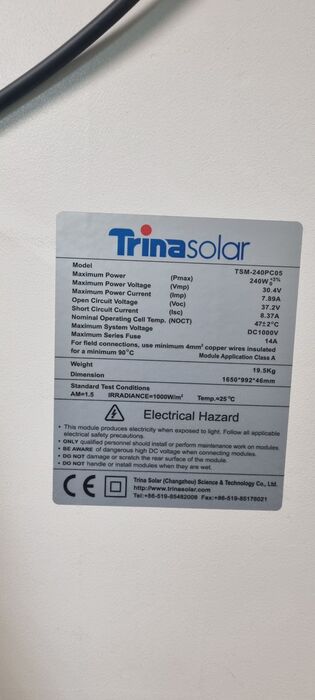 Trinasolar
Model TSM-240PC05
Maximum Power (Pmax) 240W +3% 0
Maximum Power Voltage (Vmp) 30.4V
Maximum Power Current (Imp) 7.89A
Open Circuit Voltage (Voc) 37.2V
Short Circuit Current (Isc) 8.37A
Nominal Operating Cell Temp. (NOCT) 47±2°C
Maximum System Voltage DC1000V
Maximum Series Fuse 14A
For field connections, use minimum 4mm² copper wires insulated
for a minimum 90°C Module Application Class A
Weight 19.5Kg
Dimension 1650*992*46mm
Standard Test Conditions
AM=1.5 IRRADIANCE=1000W/m² Temp.=25°C
Electrical Hazard
• This module produces electricity when exposed to light. Follow all applicable
electrical safety precautions.
• ONLY qualified personnel should install or perform maintenance work on modules.
• BE AWARE of dangerous high DC voltage when connecting modules.
• DO NOT damage or scratch the rear surface of the module.
• DO NOT handle or install modules when they are wet.
CE
Trina Solar (Changzhou) Science & Technology Co., Ltd.
http://www.trinasolar.com
Tel:+86-519-85482008 Fax:+86-519-85176021